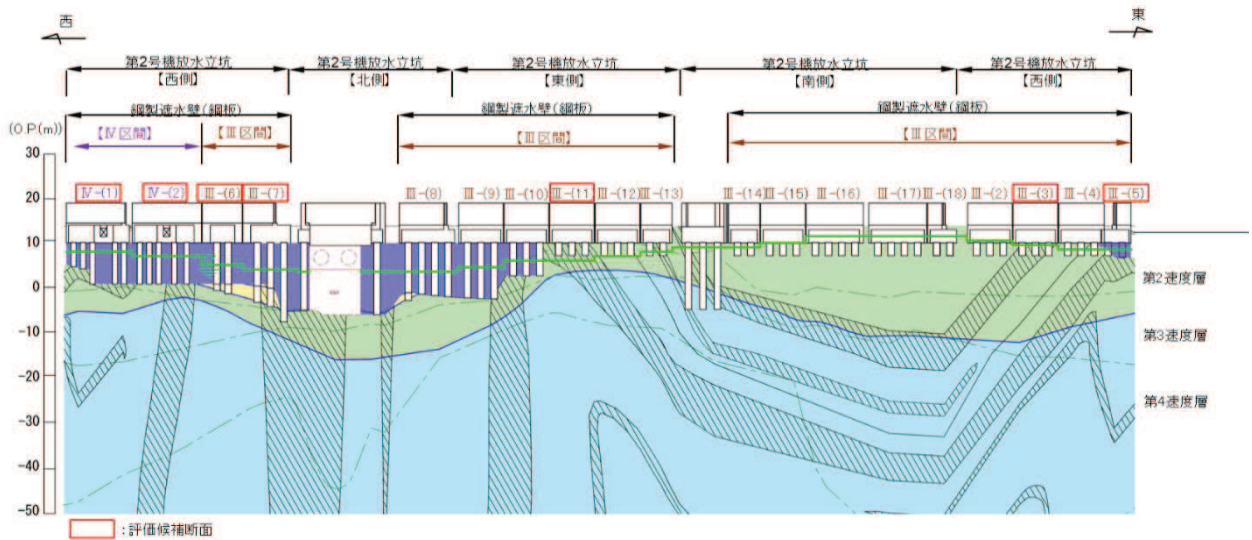 西 東
第2号機放水立坑 第2号機放水立坑 第2号機放水立坑 第2号機放水立坑 第2号機放水立坑
【西側】 【北側】 【東側】 【南側】 【西側】
鋼製遮水壁(鋼板) 鋼製遮水壁(鋼板) 鋼製遮水壁(鋼板)
(O.P(m)) 【Ⅳ区間】 【Ⅲ区間】 【Ⅲ区間】 【Ⅲ区間】
30
20
10
0
-10
-20
-30
-40
-50
Ⅳ-(1) Ⅳ-(2) Ⅲ-(6) Ⅲ-(7) Ⅲ-(8) Ⅲ-(9) Ⅲ-(10) Ⅲ-(11) Ⅲ-(12) Ⅲ-(13) Ⅲ-(14) Ⅲ-(15) Ⅲ-(16) Ⅲ-(17) Ⅲ-(18) Ⅲ-(2) Ⅲ-(3) Ⅲ-(4) Ⅲ-(5)
第2速度層
第3速度層
第4速度層
:評価候補断面